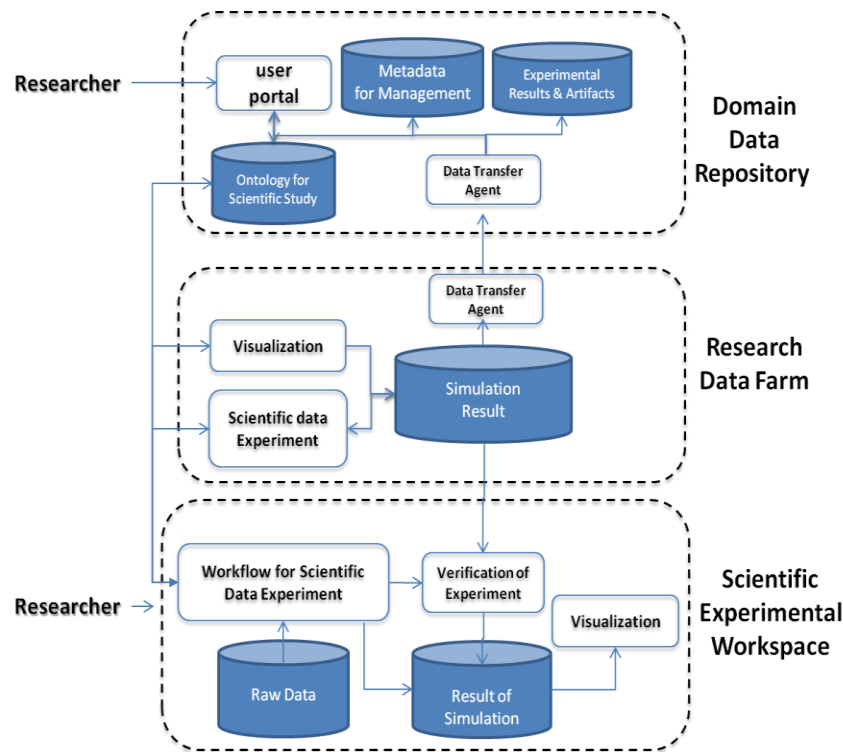 Researcher
user
portal
Metadata
for Management
Experimental
Results & Artifacts
Domain
Data
Repository
Ontology for
Scientific Study
Data Transfer
Agent
Data Transfer
Agent
Visualization
Scientific data
Experiment
Simulation
Result
Research
Data Farm
Researcher
Workflow for Scientific
Data Experiment
Verification of
Experiment
Visualization
Scientific
Experimental
Workspace
Raw Data
Result of
Simulation